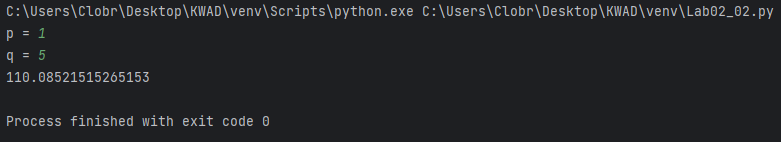 C:\Users\Clobr\Desktop\KWAD\venv\Scripts\python.exe C:\Users\Clobr\Desktop\KWAD\venv\Lab02_02.py
p = 1
q = 5
110.08521515265153
Process finished with exit code 0